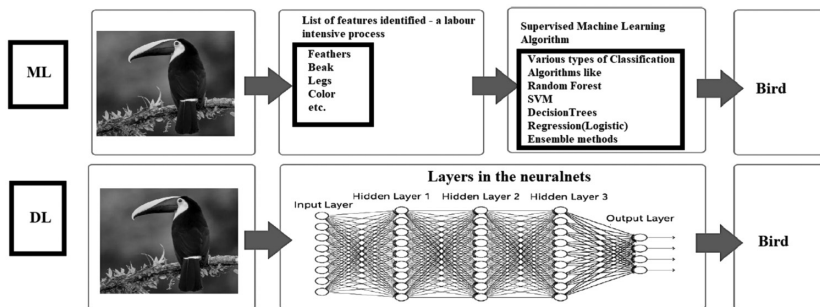 ML
List of features identified - a labour
intensive process
Feathers
Beak
Legs
Color
etc.
Supervised Machine Learning
Algorithm
Various types of Classification
Algorithms like
Random Forest
SVM
DecisionTrees
Regression(Logistic)
Ensemble methods
Bird
DL
Layers in the neuralnets
Input Layer
Hidden Layer 1
Hidden Layer 2
Hidden Layer 3
Output Layer
Bird